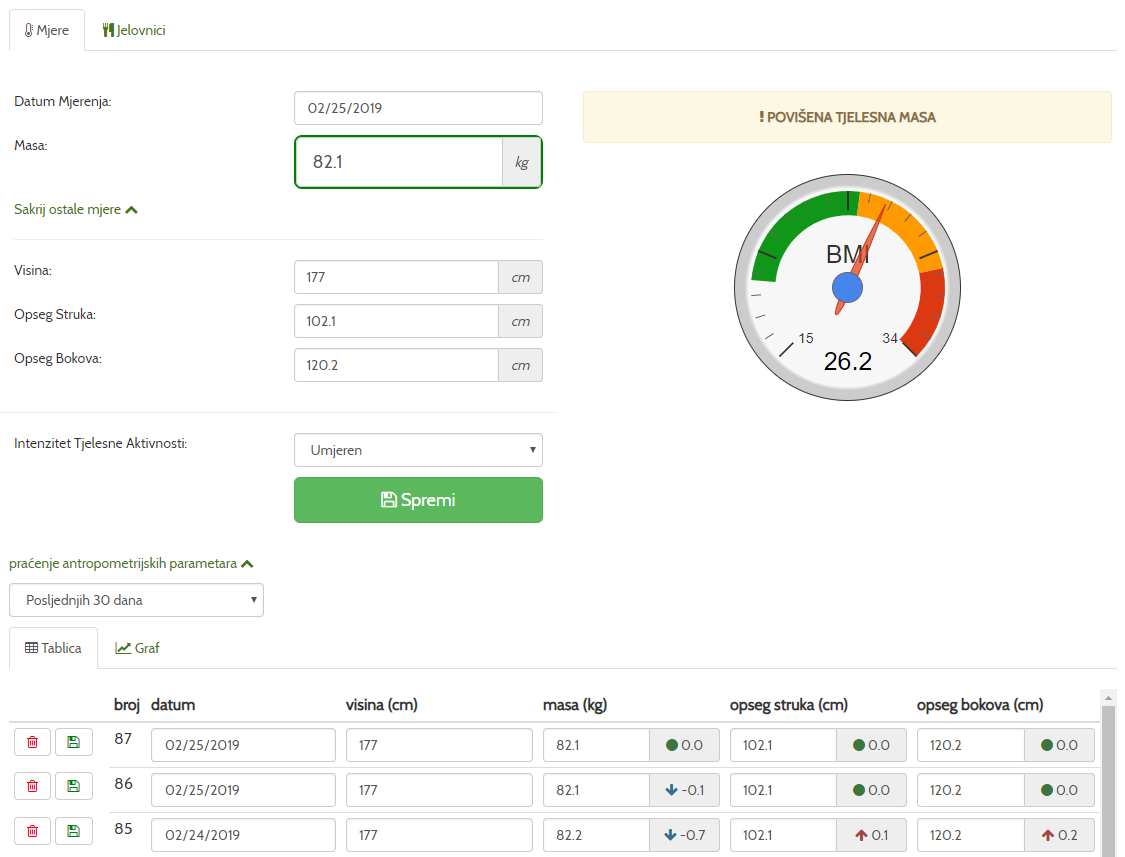 Mjere Jelovnici
Datum Mjerenja: 02/25/2019
! POVIŠENA TJELESNA MASA
Masa: 82.1 kg
Sakrij ostale mjere
Visina: 177 cm
Opseg Struka: 102.1 cm
Opseg Bokova: 120.2 cm
BMI
15 34
26.2
Intenzitet Tjelesne Aktivnosti: Umjeren
Spremi
praćenje antropometrijskih parametara
Posljednjih 30 dana
Tablica Graf
broj datum visina (cm) masa (kg) opseg struka (cm) opseg bokova (cm)
87 02/25/2019 177 82.1 0.0 102.1 0.0 120.2 0.0
86 02/25/2019 177 82.1 -0.1 102.1 0.0 120.2 0.0
85 02/24/2019 177 82.2 -0.7 102.1 0.1 120.2 0.2